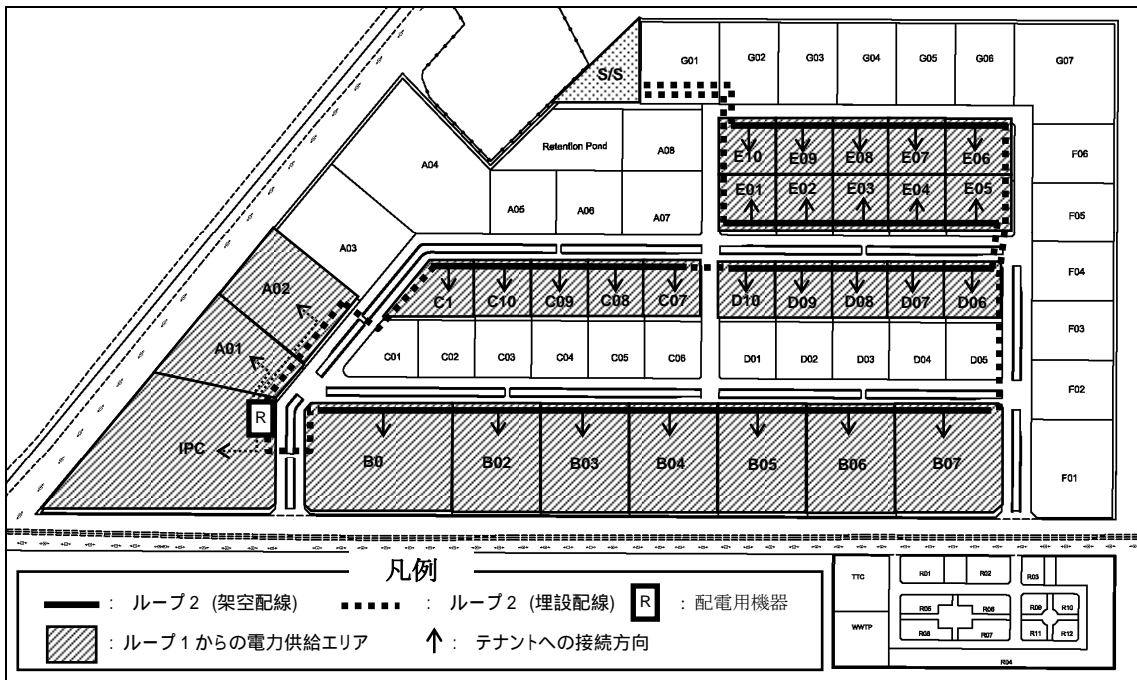 S/S
G01 G02 G03 G04 G05 G06 G07
A04
Retention Pond
A08
E10 E09 E08 E07 E06
F06
E01 E02 E03 E04 E05
A05 A06 A07
F05
A03
F04
A02
C1 C10 C09 C08 C07 D10 D09 D08 D07 D06
F03
A01
C01 C02 C03 C04 C05 C06 D01 D02 D03 D04 D05
F02
R
IPC
B0 B02 B03 B04 B05 B06 B07
F01
凡例
: ループ2 (架空配線) : ループ2 (埋設配線) R : 配電用機器
: ループ1からの電力供給エリア : テナントへの接続方向
TTC
R01 R02 R03
R05 R06 R09 R10
WWTP
R08 R07 R11 R12
R04